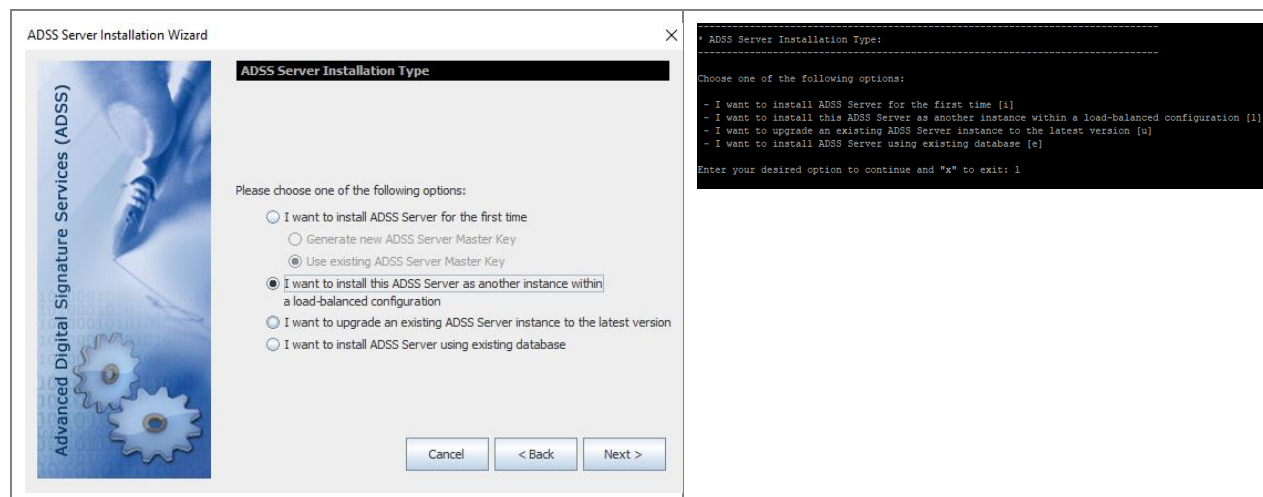 ADSS Server Installation Wizard
Advanced Digital Signature Services (ADSS)
ADSS Server Installation Type
Please choose one of the following options:
I want to install ADSS Server for the first time
Generate new ADSS Server Master Key
Use existing ADSS Server Master Key
I want to install this ADSS Server as another instance within
a load-balanced configuration
I want to upgrade an existing ADSS Server instance to the latest version
I want to install ADSS Server using existing database
Cancel
< Back
Next >
--------------------------------------------------------------------------
* ADSS Server Installation Type:
--------------------------------------------------------------------------
Choose one of the following options:
- I want to install ADSS Server for the first time [i]
- I want to install this ADSS Server as another instance within a load-balanced configuration [l]
- I want to upgrade an existing ADSS Server instance to the latest version [u]
- I want to install ADSS Server using existing database [e]
Enter your desired option to continue and "x" to exit: l